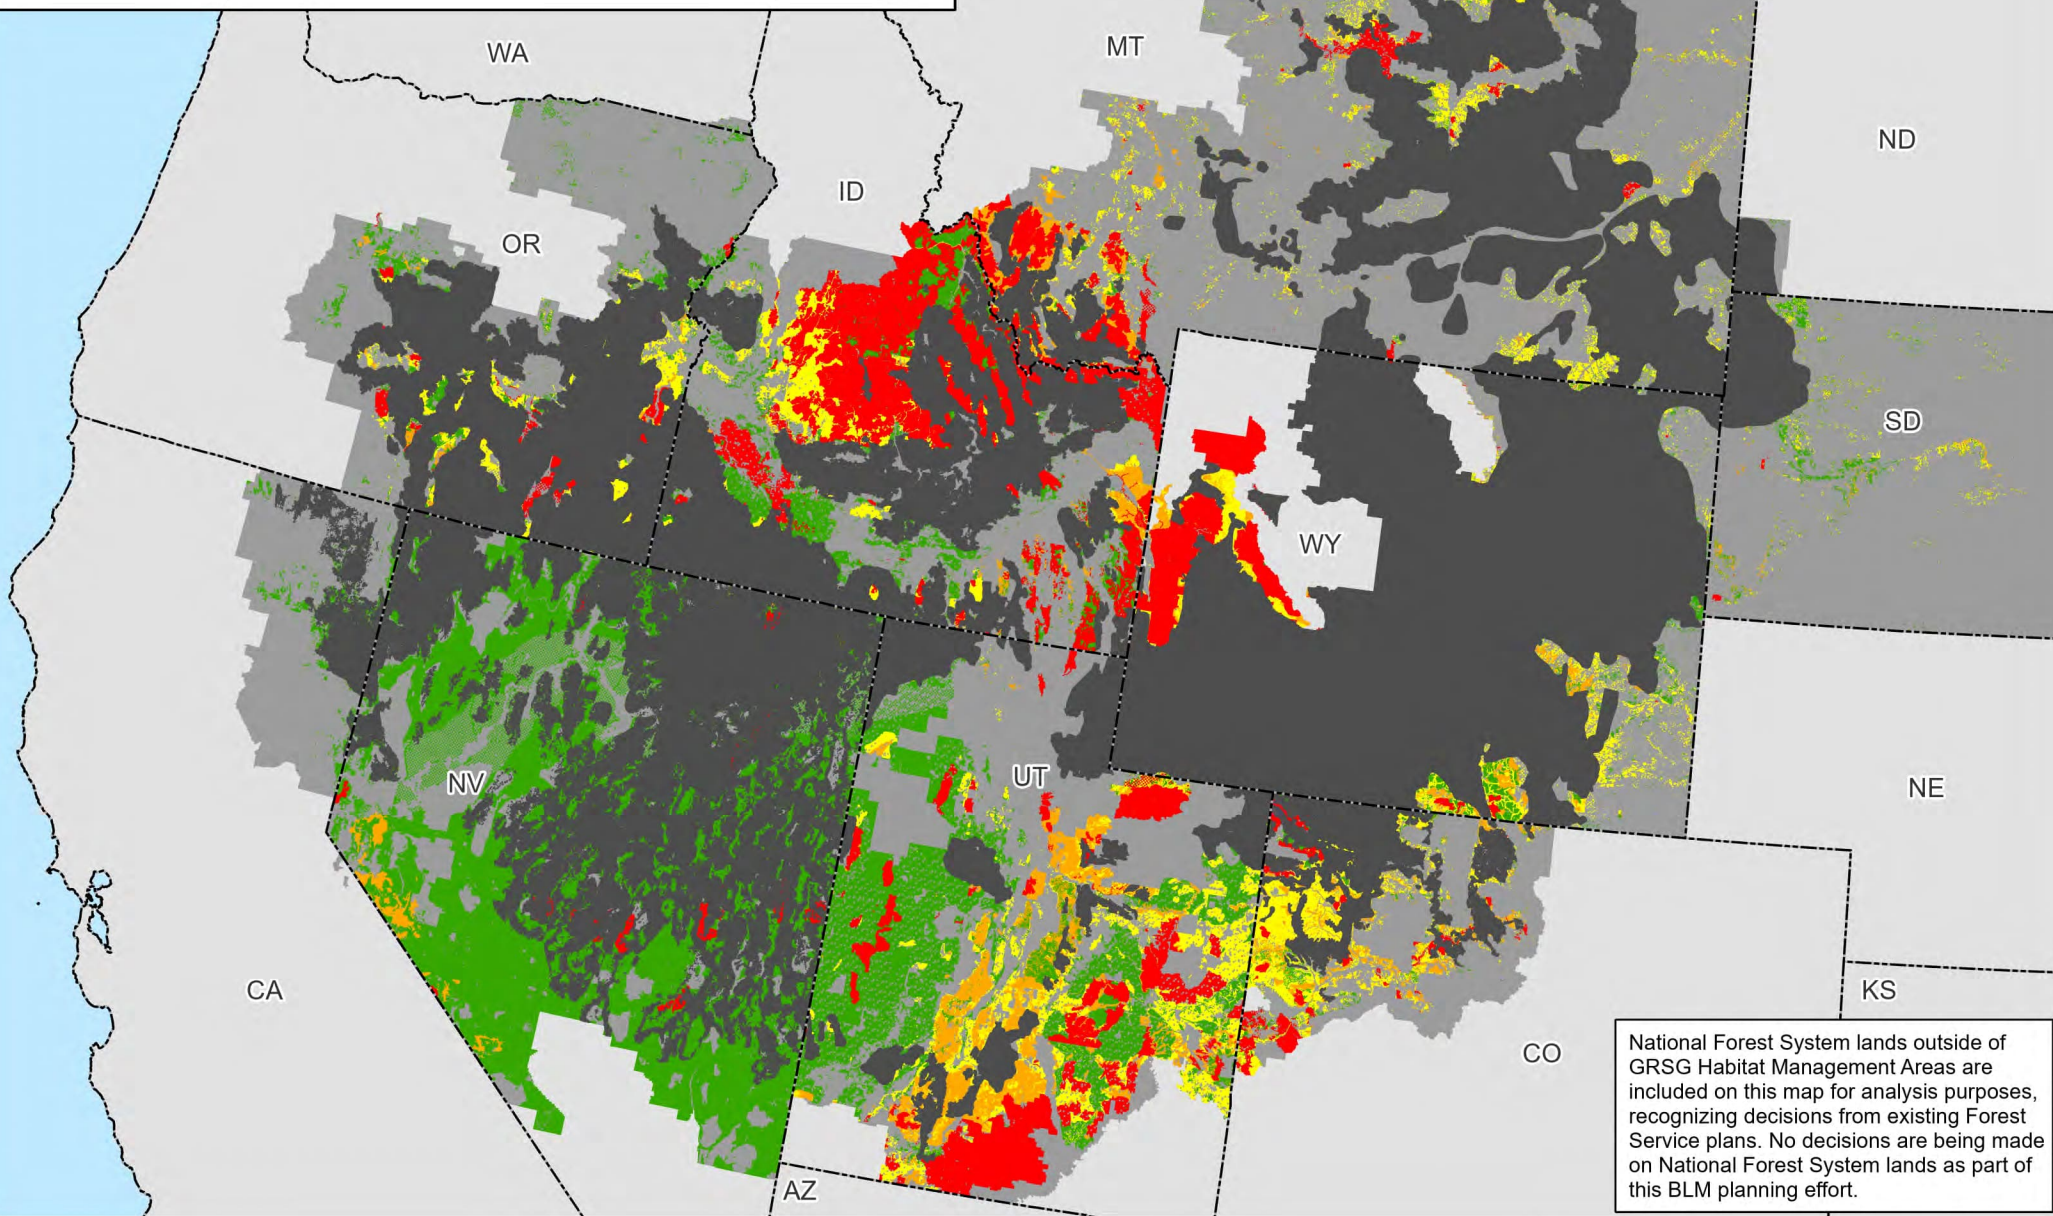 WA
MT
ND
ID
OR
SD
WY
NV
UT
NE
CA
KS
CO
AZ
National Forest System lands outside of
GRSG Habitat Management Areas are
included on this map for analysis purposes,
recognizing decisions from existing Forest
Service plans. No decisions are being made
on National Forest System lands as part of
this BLM planning effort.